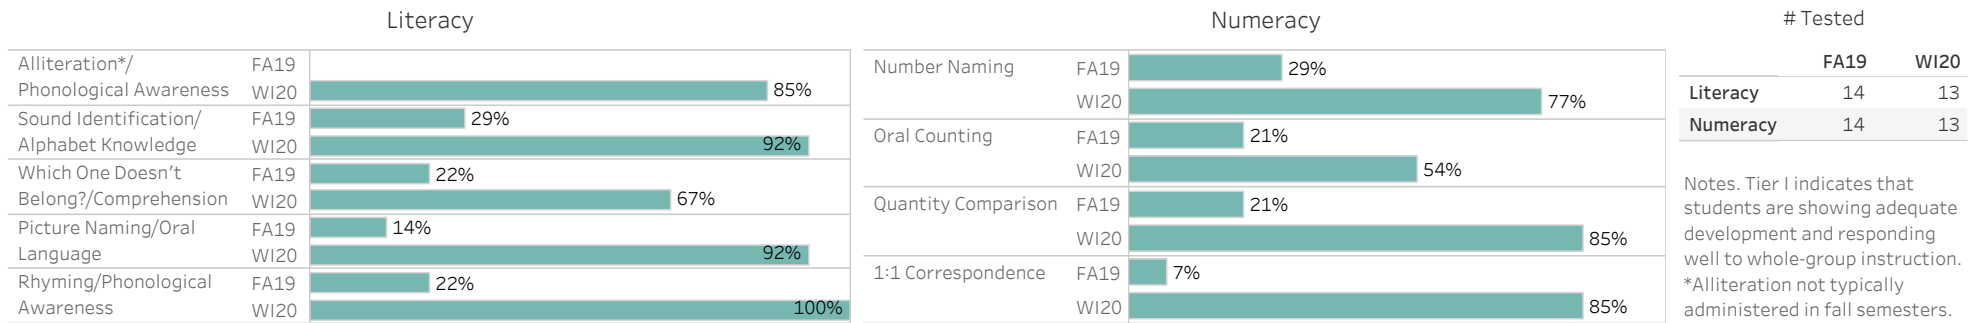 Literacy
Alliteration*/ FA19
Phonological Awareness WI20 85%
Sound Identification/ FA19 29%
Alphabet Knowledge WI20 92%
Which One Doesn't FA19 22%
Belong?/Comprehension WI20 67%
Picture Naming/Oral FA19 14%
Language WI20 92%
Rhyming/Phonological FA19 22%
Awareness WI20 100%
Numeracy
Number Naming FA19 29%
WI20 77%
Oral Counting FA19 21%
WI20 54%
Quantity Comparison FA19 21%
WI20 85%
1:1 Correspondence FA19 7%
WI20 85%
# Tested
FA19 WI20
Literacy 14 13
Numeracy 14 13
Notes. Tier I indicates that
students are showing adequate
development and responding
well to whole-group instruction.
*Alliteration not typically
administered in fall semesters.